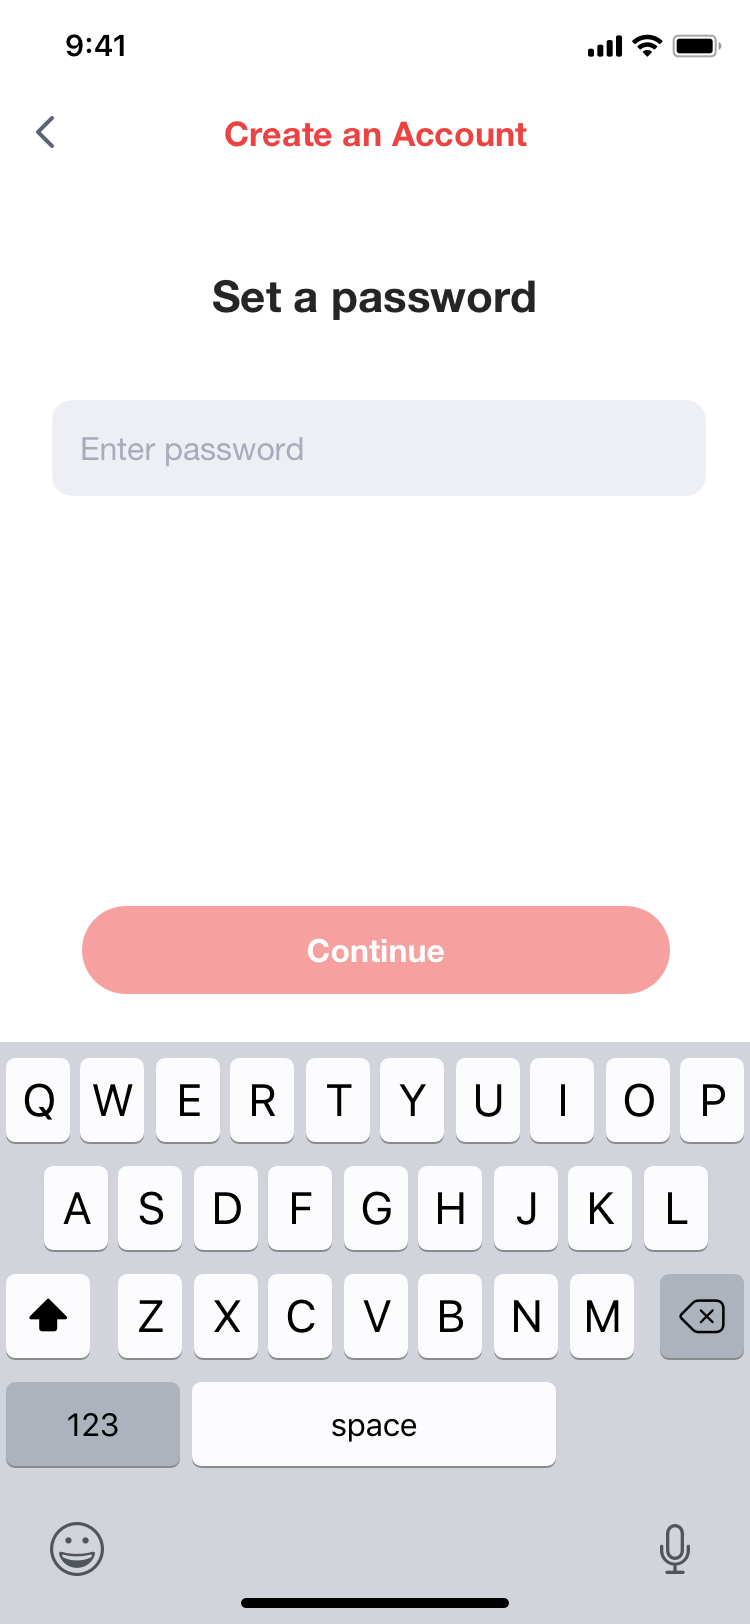 9:41
Create an Account
Set a password
Enter password
Continue
Q W E R T Y U I O P
A S D F G H J K L
Z X C V B N M
123 space